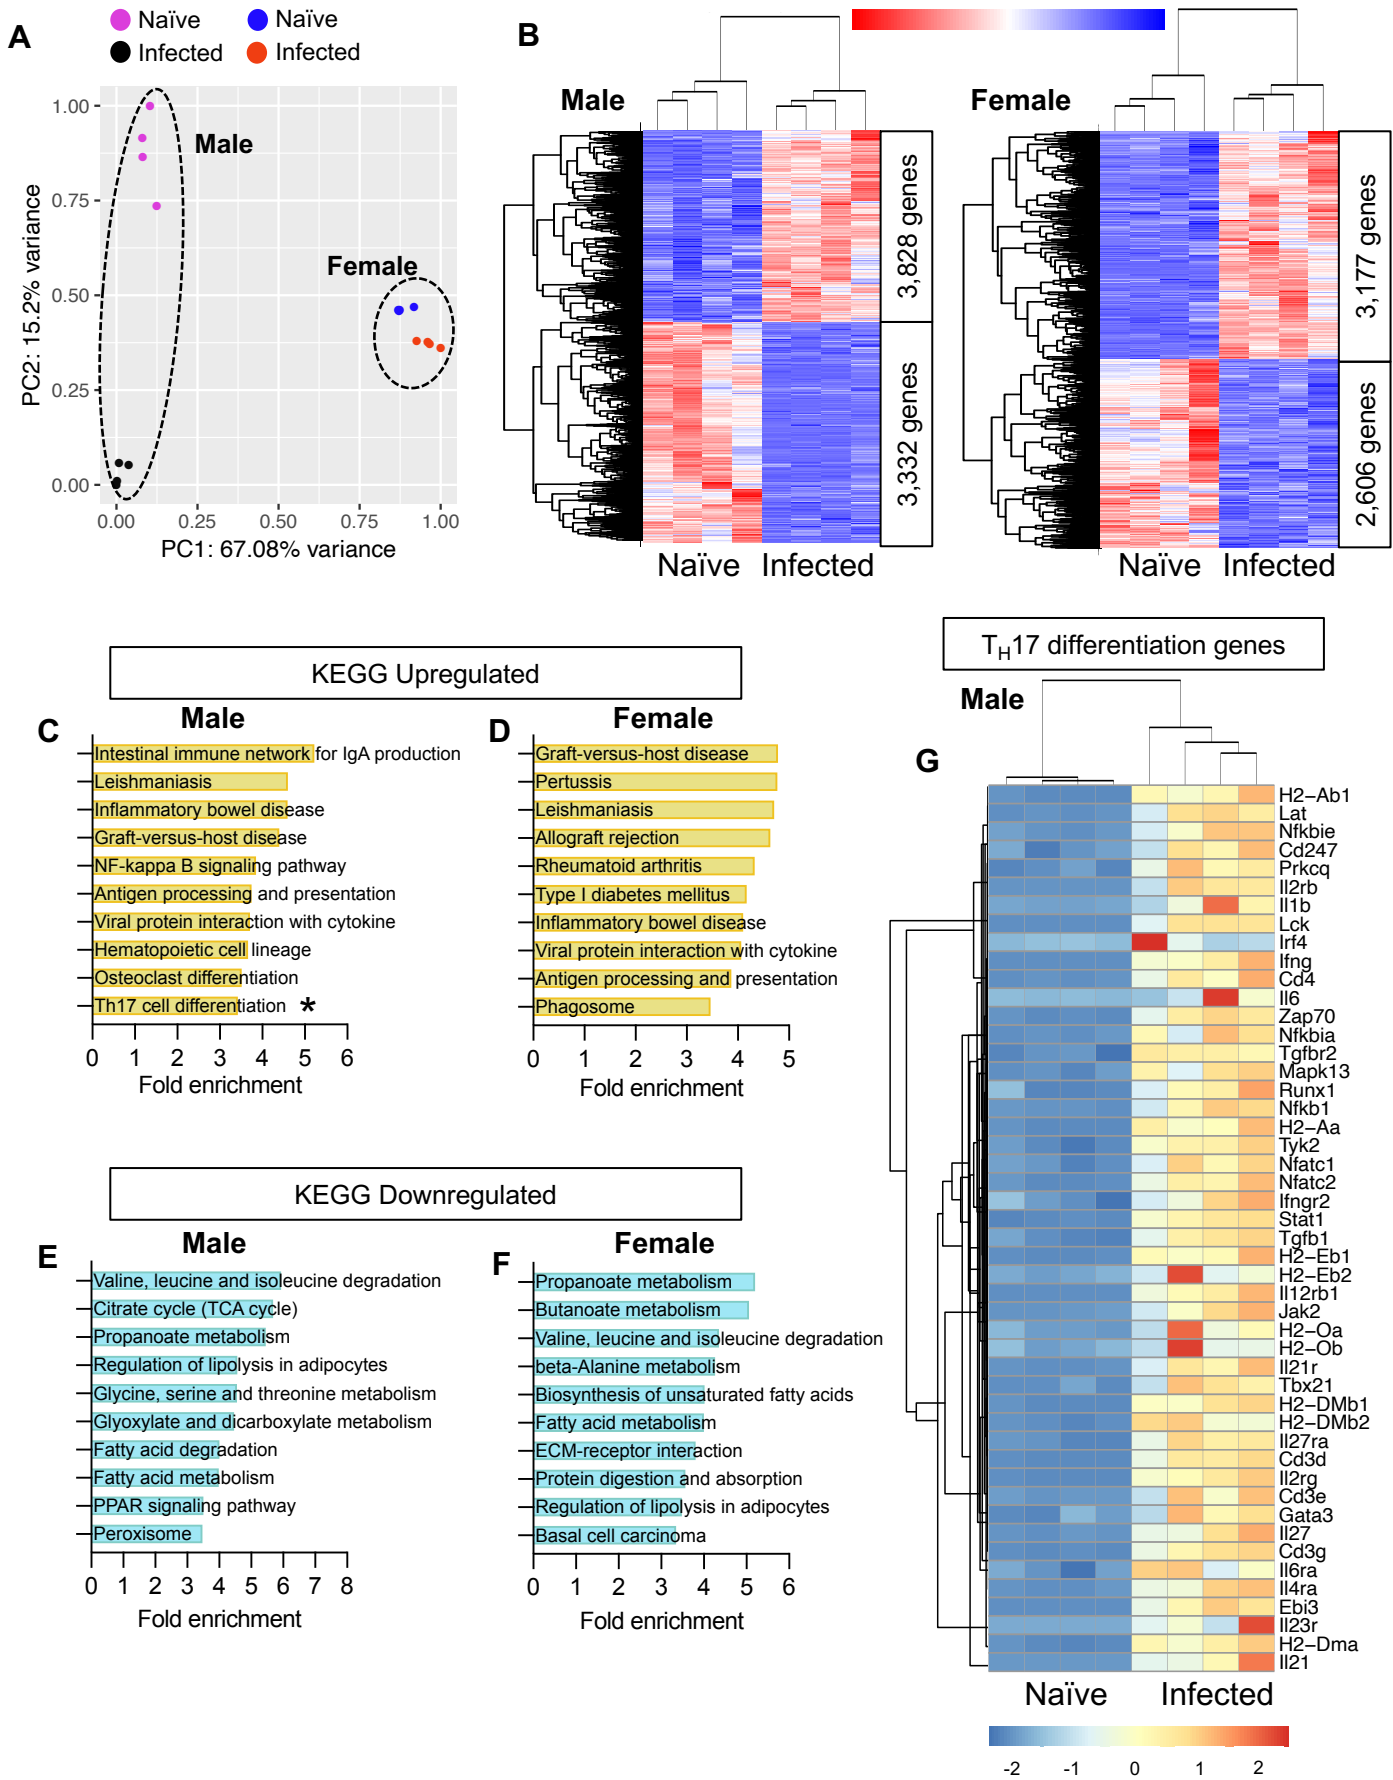 A
Naïve
Naïve
Infected
Infected
1.00
0.75
0.50
0.25
0.00
PC2: 15.2% variance
Male
Female
0.00
0.25
0.50
0.75
1.00
PC1: 67.08% variance
B
Male
3,828 genes
3,332 genes
Naïve
Infected
Female
3,177 genes
2,606 genes
Naïve
Infected
KEGG Upregulated
C
Male
Intestinal immune network for IgA production
Leishmaniasis
Inflammatory bowel disease
Graft-versus-host disease
NF-kappa B signaling pathway
Antigen processing and presentation
Viral protein interaction with cytokine
Hematopoietic cell lineage
Osteoclast differentiation
Th17 cell differentiation *
0 1 2 3 4 5 6
Fold enrichment
D
Female
Graft-versus-host disease
Pertussis
Leishmaniasis
Allograft rejection
Rheumatoid arthritis
Type I diabetes mellitus
Inflammatory bowel disease
Viral protein interaction with cytokine
Antigen processing and presentation
Phagosome
0 1 2 3 4 5
Fold enrichment
KEGG Downregulated
E
Male
Valine, leucine and isoleucine degradation
Citrate cycle (TCA cycle)
Propanoate metabolism
Regulation of lipolysis in adipocytes
Glycine, serine and threonine metabolism
Glyoxylate and dicarboxylate metabolism
Fatty acid degradation
Fatty acid metabolism
PPAR signaling pathway
Peroxisome
0 1 2 3 4 5 6 7 8
Fold enrichment
F
Female
Propanoate metabolism
Butanoate metabolism
Valine, leucine and isoleucine degradation
beta-Alanine metabolism
Biosynthesis of unsaturated fatty acids
Fatty acid metabolism
ECM-receptor interaction
Protein digestion and absorption
Regulation of lipolysis in adipocytes
Basal cell carcinoma
0 1 2 3 4 5 6
Fold enrichment
TH17 differentiation genes
G
Male
H2-Ab1
Lat
Nfkbie
Cd247
Prkcq
Il2rb
Il1b
Lck
Irf4
Ifng
Cd4
Il6
Zap70
Nfkbia
Tgfbr2
Mapk13
Runx1
Nfkb1
H2-Aa
Tyk2
Nfatc1
Nfatc2
Ifngr2
Stat1
Tgfb1
H2-Eb1
H2-Eb2
Il12rb1
Jak2
H2-Oa
H2-Ob
Il21r
Tbx21
H2-DMb1
H2-DMb2
Il27ra
Cd3d
Il2rg
Cd3e
Gata3
Il27
Cd3g
Il6ra
Il4ra
Ebi3
Il23r
H2-Dma
Il21
Naïve
Infected
-2 -1 0 1 2